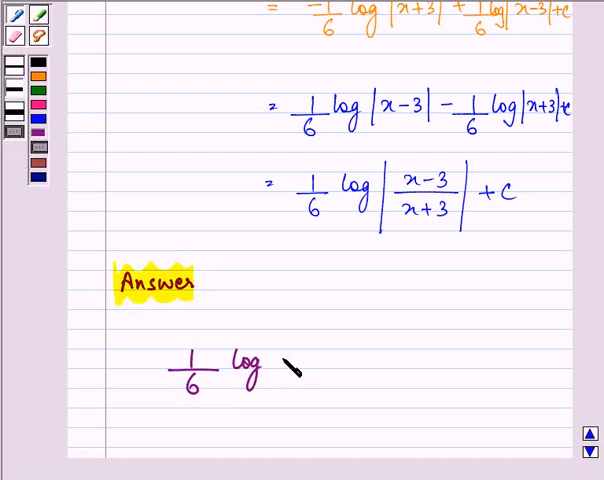 = -1/6 log |x+3| + 1/6 log |x-3| + c
= 1/6 log |x-3| - 1/6 log |x+3| + c
= 1/6 log |x-3/x+3| + c
Answer
1/6 log